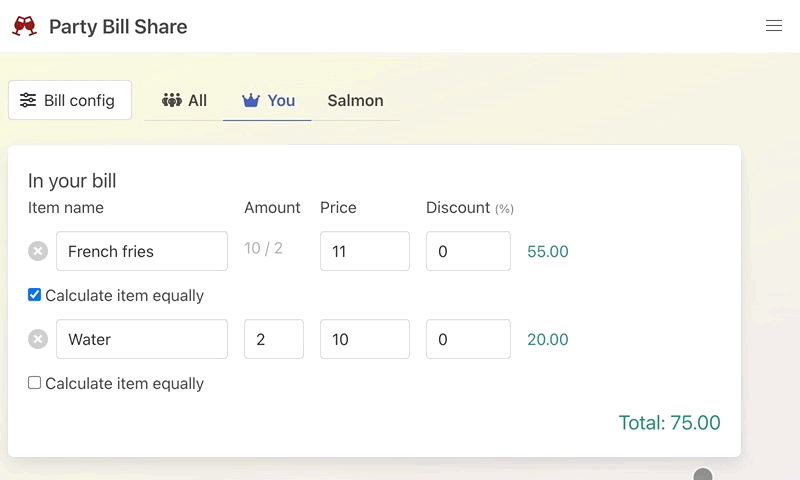 Party Bill Share
Bill config All You Salmon
In your bill
Item name Amount Price Discount (%)
French fries 10 / 2 11 0 55.00
Calculate item equally
Water 2 10 0 20.00
Calculate item equally
Total: 75.00